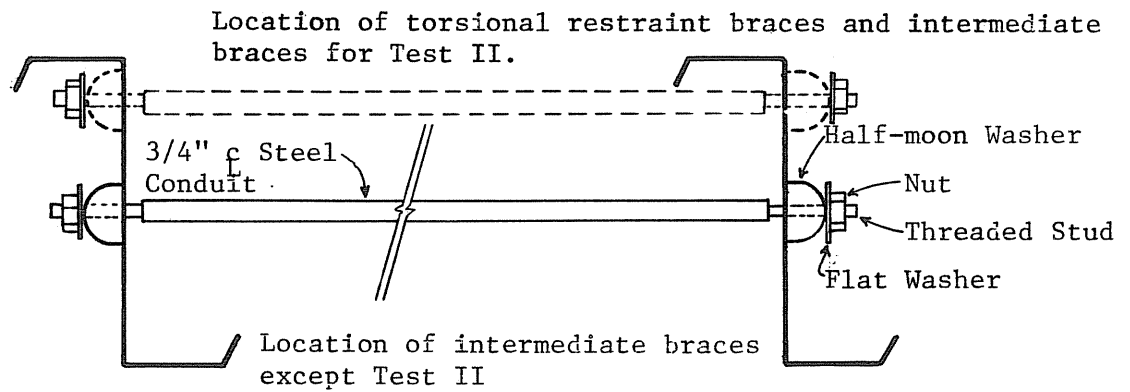 Location of torsional restraint braces and intermediate
braces for Test II.
3/4" ℄ Steel
Conduit
Half-moon Washer
Nut
Threaded Stud
Flat Washer
Location of intermediate braces
except Test II